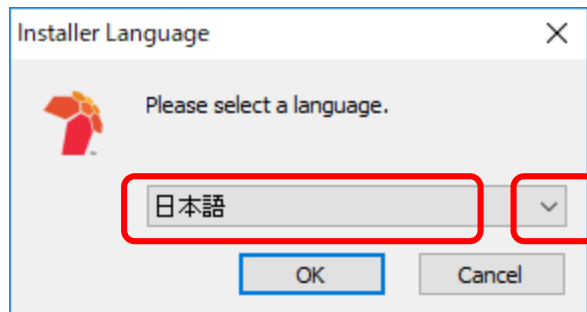 Installer Language
Please select a language.
日本語
OK
Cancel